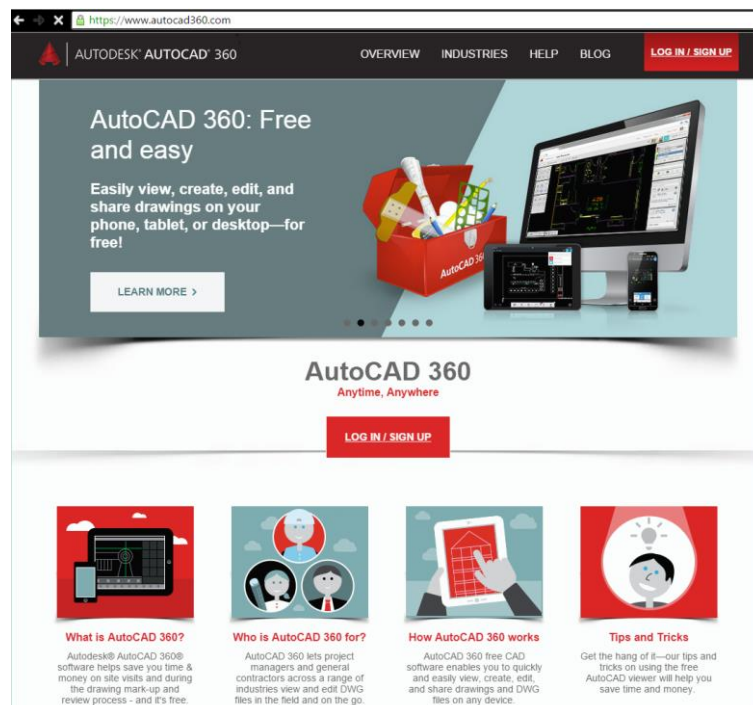 https://www.autocad360.com
AUTODESK® AUTOCAD® 360
OVERVIEW INDUSTRIES HELP BLOG LOG IN / SIGN UP
AutoCAD 360: Free
and easy
Easily view, create, edit, and
share drawings on your
phone, tablet, or desktop—for
free!
LEARN MORE >
AutoCAD 360
AutoCAD 360
Anytime, Anywhere
LOG IN / SIGN UP
What is AutoCAD 360?
Autodesk® AutoCAD 360®
software helps save you time &
money on site visits and during
the drawing mark-up and
review process - and it's free.
Who is AutoCAD 360 for?
AutoCAD 360 lets project
managers and general
contractors across a range of
industries view and edit DWG
files in the field and on the go.
How AutoCAD 360 works
AutoCAD 360 free CAD
software enables you to quickly
and easily view, create, edit,
and share drawings and DWG
files on any device.
Tips and Tricks
Get the hang of it—our tips and
tricks on using the free
AutoCAD viewer will help you
save time and money.